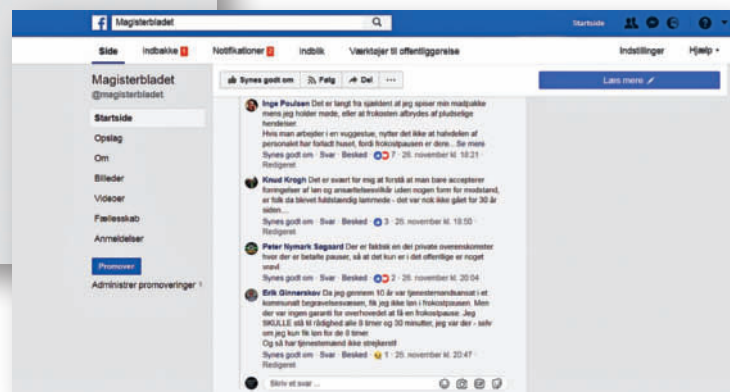 Magisterbladet
Startside
Side Indbakke 1 Notifikationer 2 Indblik Værktøjer til offentliggørelse Indstillinger Hjælp
Magisterbladet
@magisterbladet
Startside
Opslag
Om
Billeder
Videoer
Fællesskab
Anmeldelser
Promover
Administrer promoveringer
Synes godt om Følg Del ...
Læs mere
Inge Poulsen Det er langt fra sjældent at jeg spiser min madpakke
mens jeg holder møde, eller at frokosten afbrydes af pludselige
hændelser.
Hvis man arbejder i en vuggestue, nytter det ikke at halvdelen af
personalet har forladt huset, fordi frokostpausen er dere... Se mere
Synes godt om · Svar · Besked · 7 · 26. november kl. 18:21 ·
Redigeret
Knud Krogh Det er svært for mig at forstå at man bare accepterer
forringelser af løn og ansættelsesvilkår uden nogen form for modstand,
er folk da blevet fuldstændig lammede - det var nok ikke gået for 30 år
siden....
Synes godt om · Svar · Besked · 3 · 26. november kl. 18:50 ·
Redigeret
Peter Nymark Søgaard Der er faktisk en del private overenskomster
hvor der er betalte pauser, så at det kun er i det offentlige er noget
vrøvl
Synes godt om · Svar · Besked · 2 · 26. november kl. 20:04
Erik Ginnerskov Da jeg gennem 10 år var tjenestemandsansat i et
kommunalt begravelsesvæsen, fik jeg ikke løn i frokostpausen. Men
der var ingen garanti for overhovedet at få en frokostpause. Jeg
SKULLE stå til rådighed alle 8 timer og 30 minutter, jeg var der - selv
om jeg kun fik løn for de 8 timer.
Og så har tjenestemænd ikke strejkeret!
Synes godt om · Svar · Besked · 1 · 26. november kl. 20:47 ·
Redigeret
Skriv et svar ...